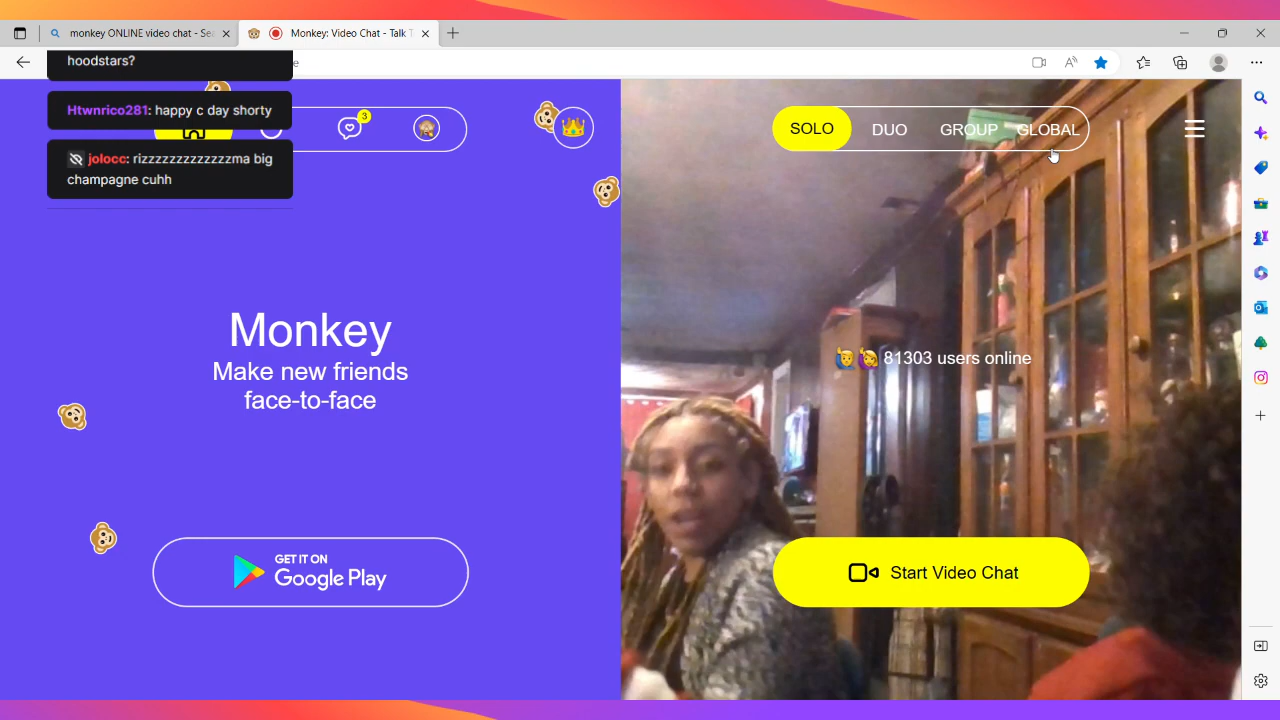 monkey ONLINE video chat - Sea
Monkey: Video Chat - Talk T
hoodstars?
Htwnrico281: happy c day shorty
jolocc: rizzzzzzzzzzzzzma big
champagne cuhh
3
SOLO
DUO
GROUP
GLOBAL
Monkey
Make new friends
face-to-face
81303 users online
GET IT ON
Google Play
Start Video Chat